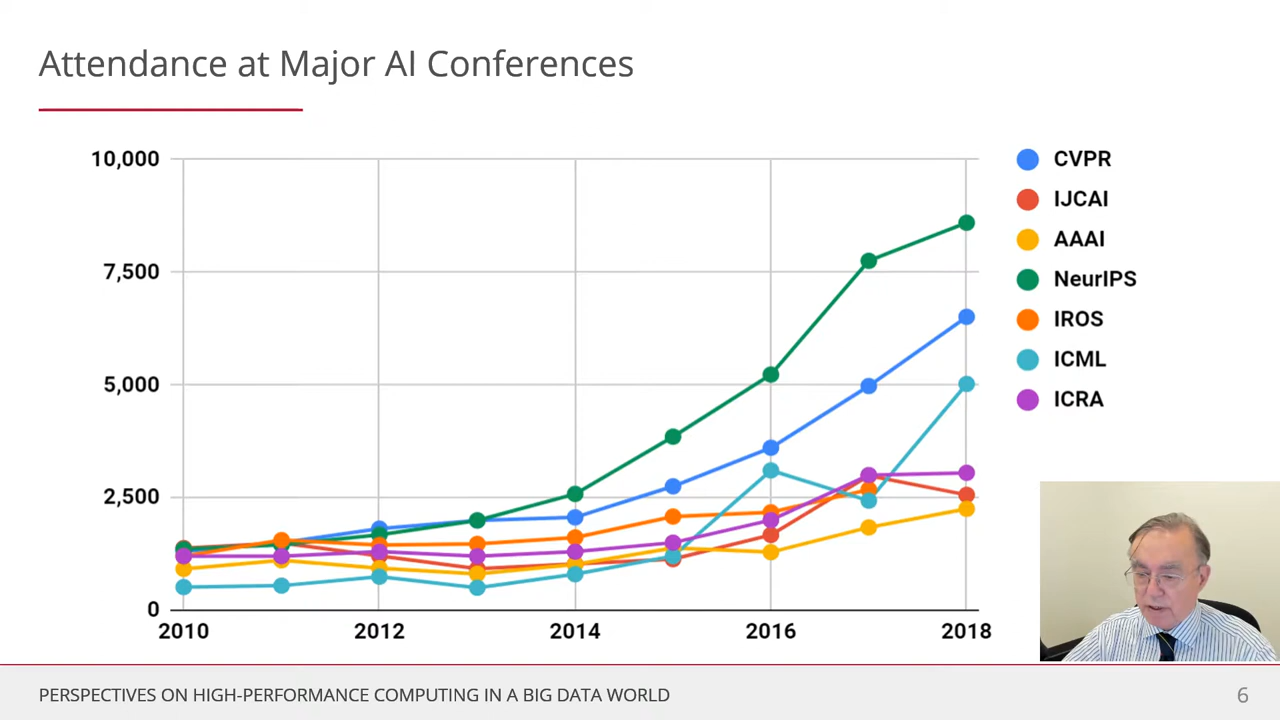 Attendance at Major AI Conferences
10,000
7,500
5,000
2,500
0
2010
2012
2014
2016
2018
CVPR
IJCAI
AAAI
NeurIPS
IROS
ICML
ICRA
PERSPECTIVES ON HIGH-PERFORMANCE COMPUTING IN A BIG DATA WORLD
6